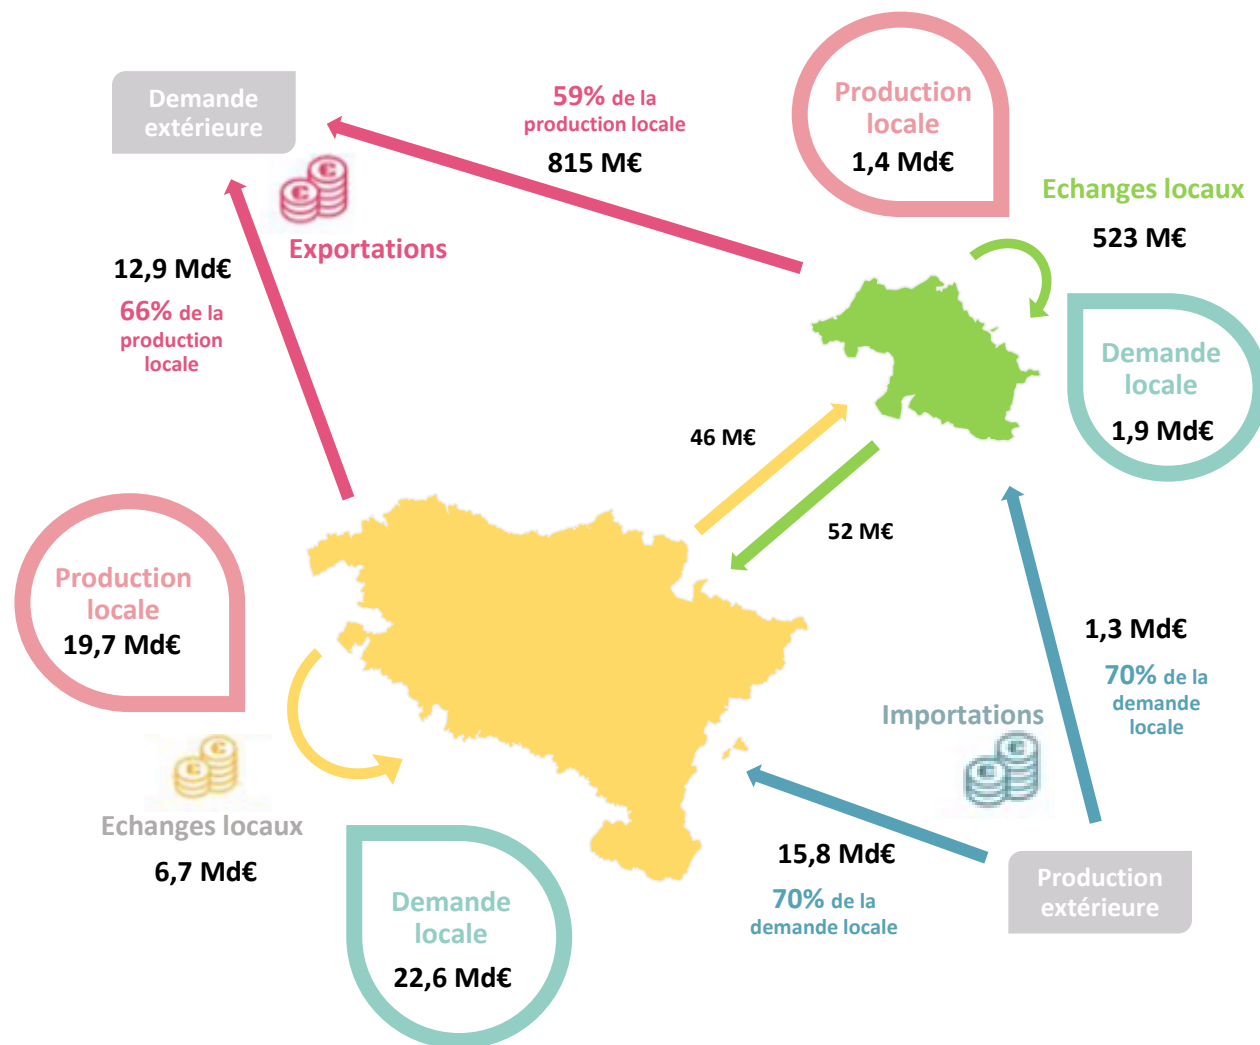 Demande
extérieure
59% de la
production locale
815 M€
Production
locale
1,4 Md€
Echanges locaux
523 M€
Exportations
12,9 Md€
66% de la
production
locale
Demande
locale
1,9 Md€
46 M€
52 M€
Production
locale
19,7 Md€
1,3 Md€
70% de la
demande
locale
Importations
Echanges locaux
6,7 Md€
15,8 Md€
70% de la
demande locale
Production
extérieure
Demande
locale
22,6 Md€